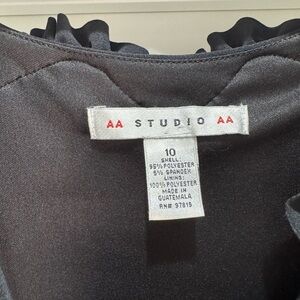 AA STUDIO AA
10
SHELL:
95% POLYESTER
5% SPANDEX
LINING:
100% POLYESTER
MADE IN
GUATEMALA
RN# 97819